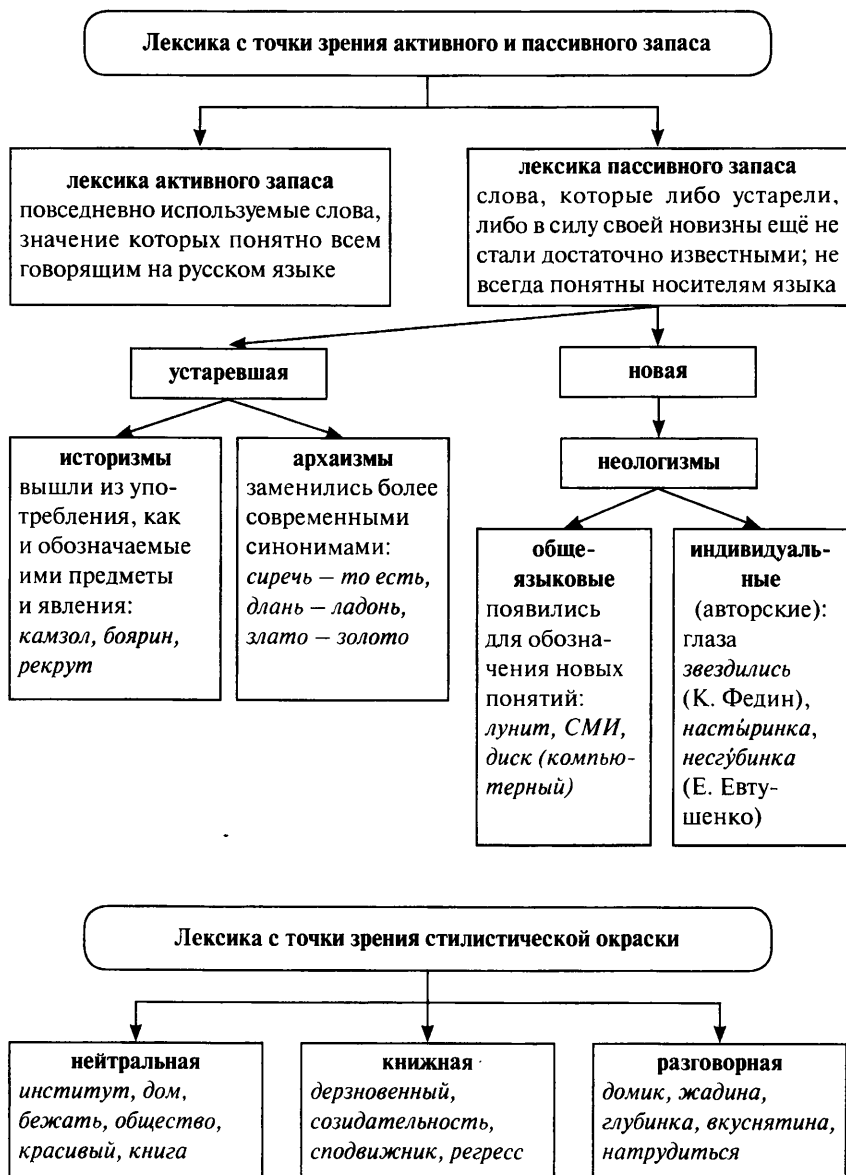 Лексика с точки зрения активного и пассивного запаса
лексика активного запаса
повседневно используемые слова,
значение которых понятно всем
говорящим на русском языке
лексика пассивного запаса
слова, которые либо устарели,
либо в силу своей новизны ещё не
стали достаточно известными; не
всегда понятны носителям языка
устаревшая
новая
историзмы
вышли из упо-
требления, как
и обозначаемые
ими предметы
и явления:
камзол, боярин,
рекрут
архаизмы
заменились более
современными
синонимами:
сиречь – то есть,
длань – ладонь,
злато – золото
неологизмы
обще-
языковые
появились
для обозна-
чения новых
понятий:
лунит, СМИ,
диск (компью-
терный)
индивидуаль-
ные
(авторские):
глаза
звездились
(К. Федин),
насты́ринка,
несгу́бинка
(Е. Евту-
шенко)
Лексика с точки зрения стилистической окраски
нейтральная
институт, дом,
бежать, общество,
красивый, книга
книжная
дерзновенный,
созидательность,
сподвижник, регресс
разговорная
домик, жадина,
глубинка, вкуснятина,
натрудиться